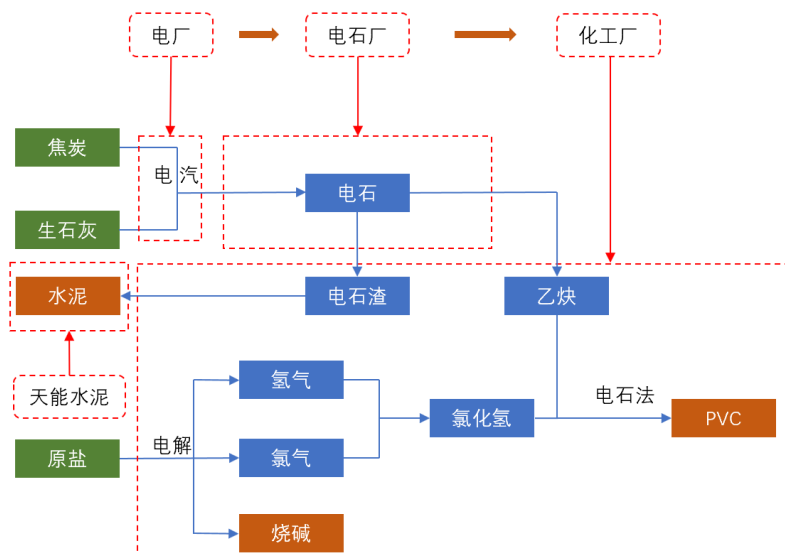 电厂
电石厂
化工厂
焦炭
电 汽
电石
生石灰
水泥
电石渣
乙炔
天能水泥
氢气
电石法
氯化氢
PVC
原盐
电解
氯气
烧碱